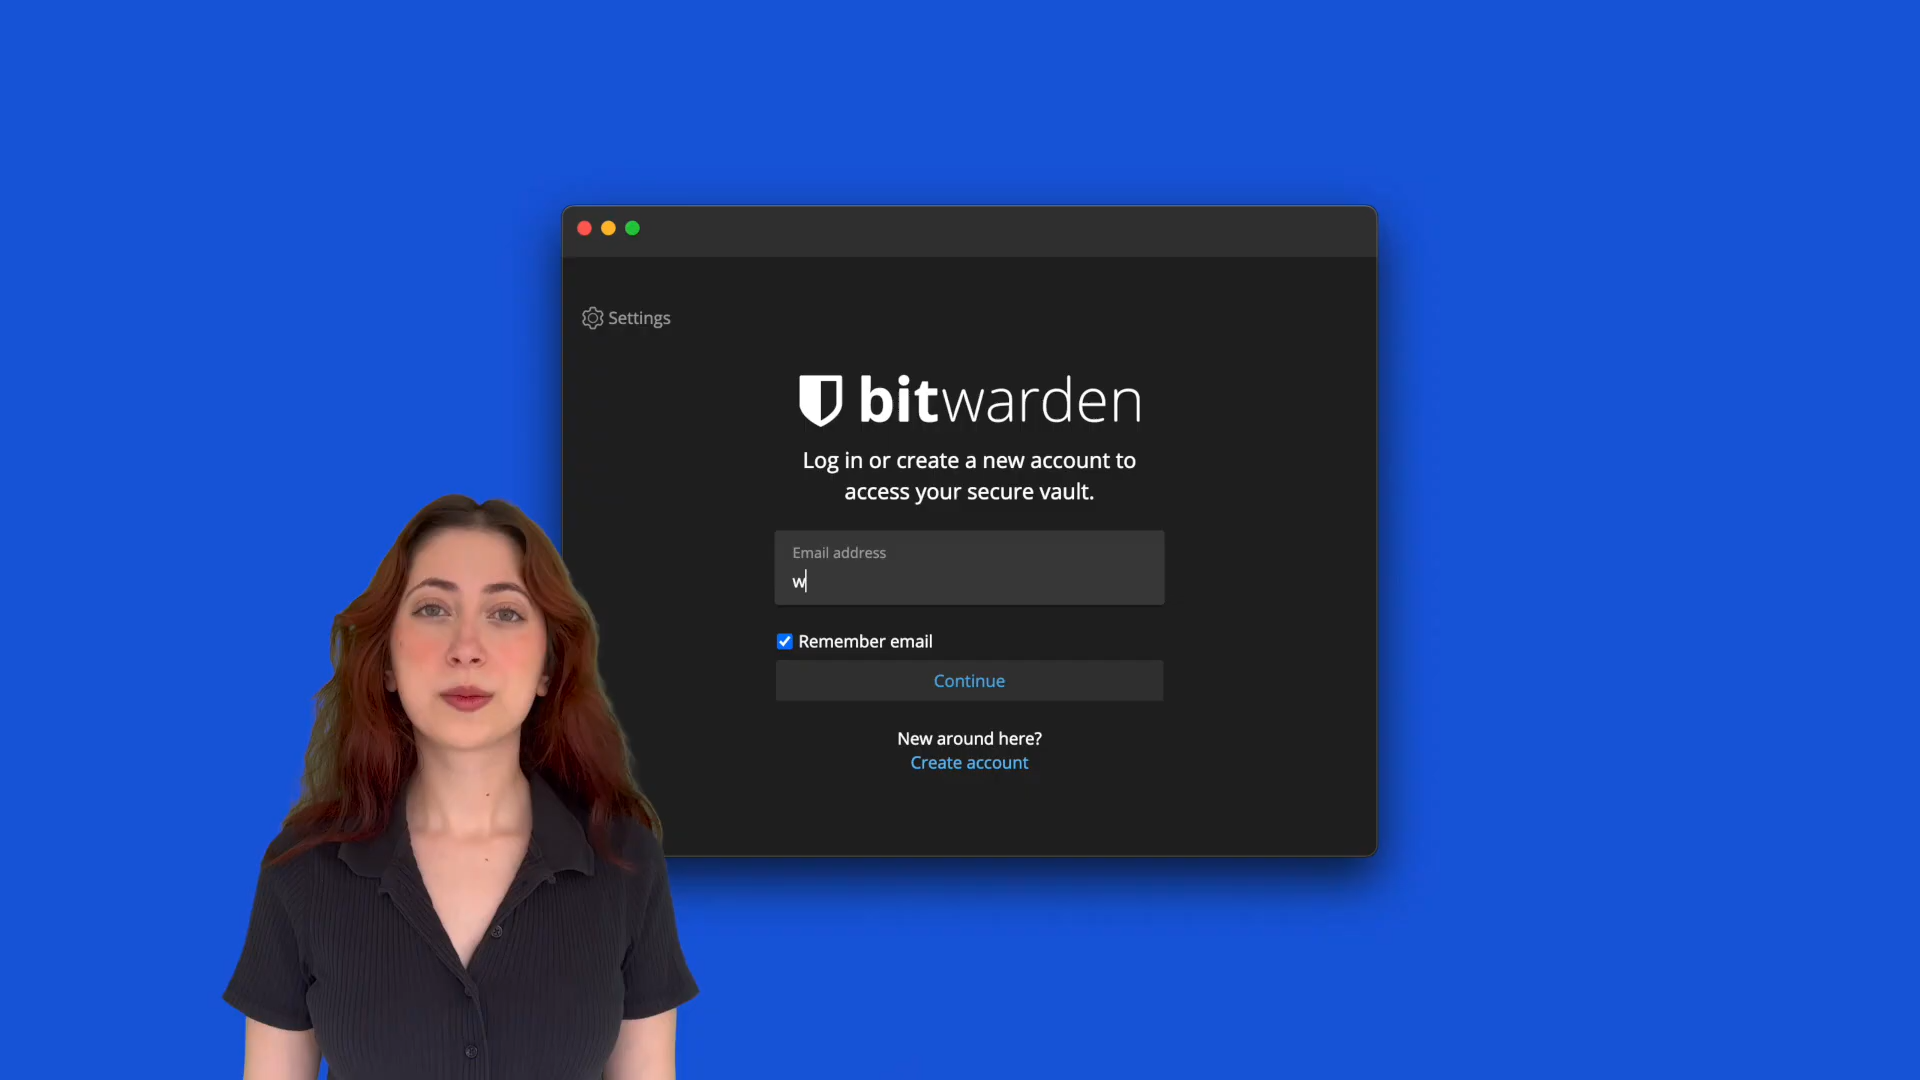 Settings
bitwarden
Log in or create a new account to
access your secure vault.
Email address
w
Remember email
Continue
New around here?
Create account